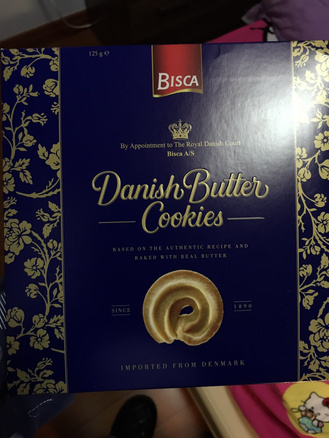 125 g e
BISCA
By Appointment to The Royal Danish Court
Bisca A/S
Danish Butter
Cookies
BASED ON THE AUTHENTIC RECIPE AND
BAKED WITH REAL BUTTER
SINCE 1890
IMPORTED FROM DENMARK